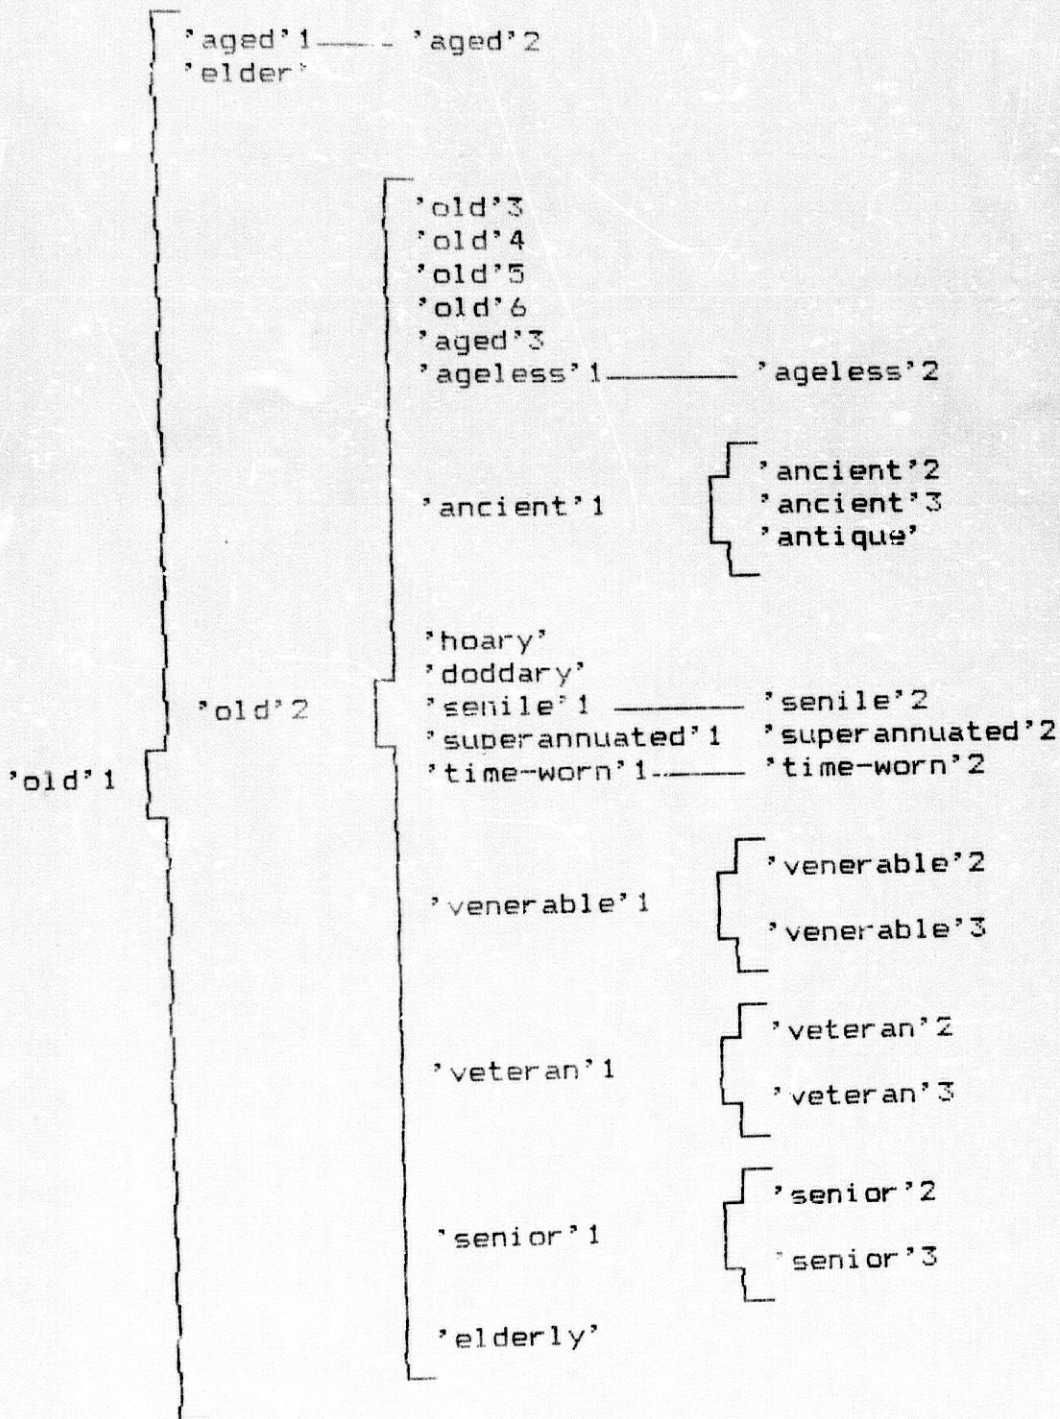 ’aged’1 ’aged’2
’elder’
’old’3
’old’4
’old’5
’old’6
’aged’3
’ageless’1 ’ageless’2
’ancient’2
’ancient’1 ’ancient’3
’antique’
’hoary’
’doddary’
’old’2 ’senile’1 ’senile’2
’superannuated’1 ’superannuated’2
’old’1 ’time-worn’1 ’time-worn’2
’venerable’2
’venerable’1
’venerable’3
’veteran’2
’veteran’1
’veteran’3
’senior’2
’senior’1
’senior’3
’elderly’